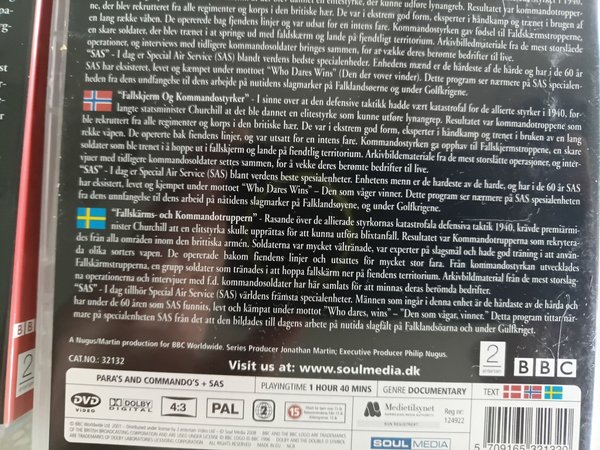 blev rekruttert fra alle regimenter og korps i den britiske hær. De var i ekstrem god form, eksperter i håndkamp og trænet i brugen af
en lang række våben. De opererede bag fjendens linjer og var udsat for en intens fare. Kommandostyrken gav fødsel til Faldskærmstropperne,
en skare soldater, der blev trænet i at springe ud med faldskærm og lande på fjendtlig territorium. Arkivbilledmateriale fra de mest storslåede
operationer, og interviews med tidligere kommandosoldater bringes sammen, for at vække deres berømte bedrifter til live.
"SAS" - I dag er Special Air Service (SAS) blandt verdens bedste specialenheder. Enhedens mænd er de hårdeste af de hårde og har i de 60 år
SAS har eksisteret, levet og kæmpet under mottoet "Who Dares Wins" (Den der vover vinder). Dette program ser nærmere på SAS specialenheden
fra dens undfangelse til dens arbejde på nutidens slagmarker på Falklandsøerne og under Golfkrigen.
"Fallskjerm Og Kommandostyrker" - I sinne over at den defensive taktikk hadde vært katastrofal for de allierte styrker i 1940, for-
langte statsminister Churchill at det ble dannet en elitestyrke som kunne utføre lynangrep. Resultatet var kommandotroppene som
ble rekruttert fra alle regimenter og korps i den britiske hær. De var i ekstrem god form, eksperter i håndkamp og trenet i bruken av en lang
rekke våpen. De opererte bak fiendens linjer, og var utsatt for en intens fare. Kommandostyrken ga opphav til Fallskjermstroppene, en skare
soldater som ble trenet i å hoppe ut i fallskjerm og lande på fiendtlig territorium. Arkivbildemateriale fra de mest storslåtte operasjoner, og inter-
vjuer med tidligere kommandosoldater settes sammen, for å vekke deres berømte bedrifter til live.
"SAS" - I dag er Special Air Service (SAS) blant verdens beste spesialenheter. Enhetens menn er de hardeste av de harde, og har i de 60 år SAS
har eksistert, levet og kjempet under mottoet "Who Dares Wins" – Den som våger vinner. Dette program ser nærmere på SAS spesialenheten
fra dens unnfangelse til dens arbeid på nåtidens slagmarker på Falklandsøyene, og under Golfkrigene.
"Fallskärms- och Kommandotruppern" - Rasande över de allierade styrkornas katastrofala defensiva taktik 1940, krävde premiärmi-
nister Churchill att en elitstyrka skulle upprättas för att kunna utföra blixtanfall. Resultatet var Kommandotrupperna som rekrytera-
des från alla områden inom den brittiska armén. Soldaterna var mycket vältränade, var experter på slagsmål och hade god träning i att använ-
da olika sorters vapen. De opererade bakom fiendens linjer och utsattes för mycket stor fara. Från kommandokårtan utvecklades
Fallskärmstrupperna, en grupp soldater som tränades i att hoppa fallskärm ner på fiendens territorium. Arkivbildmaterial från de mest storslag-
na operationerna och intervjuer med f.d. kommandosoldater har här samlats för att minnas deras berömda bedrifter.
"SAS" - I dag tillhör Special Air Service (SAS) världens främsta specialenheter. Männen som ingår i denna enhet är de hårdaste av de hårda och
har under de 60 åren som SAS funnits, levt och kämpat under mottot "Who dares, wins" – "Den som vågar, vinner." Detta program tittar när-
mare på specialenheten SAS från det att den bildades till dagens arbete på nutida slagfält på Falklandsöarna och under Golfkriget.
A Nugus/Martin production for BBC Worldwide. Series Producer Jonathan Martin; Executive Producer Philip Nugus.
CAT.NO.: 32132
Visit us at: www.soulmedia.dk
2 entertain
BBC
PARA'S AND COMMANDO'S + SAS
PLAYINGTIME 1 HOUR 40 MINS
GENRE DOCUMENTARY
TEXT
DVD VIDEO
DOLBY DIGITAL
4:3
PAL
2
15
Medietilsynet
Reg nr:
124922
SOUL MEDIA
5 709165 321320
BBC
2